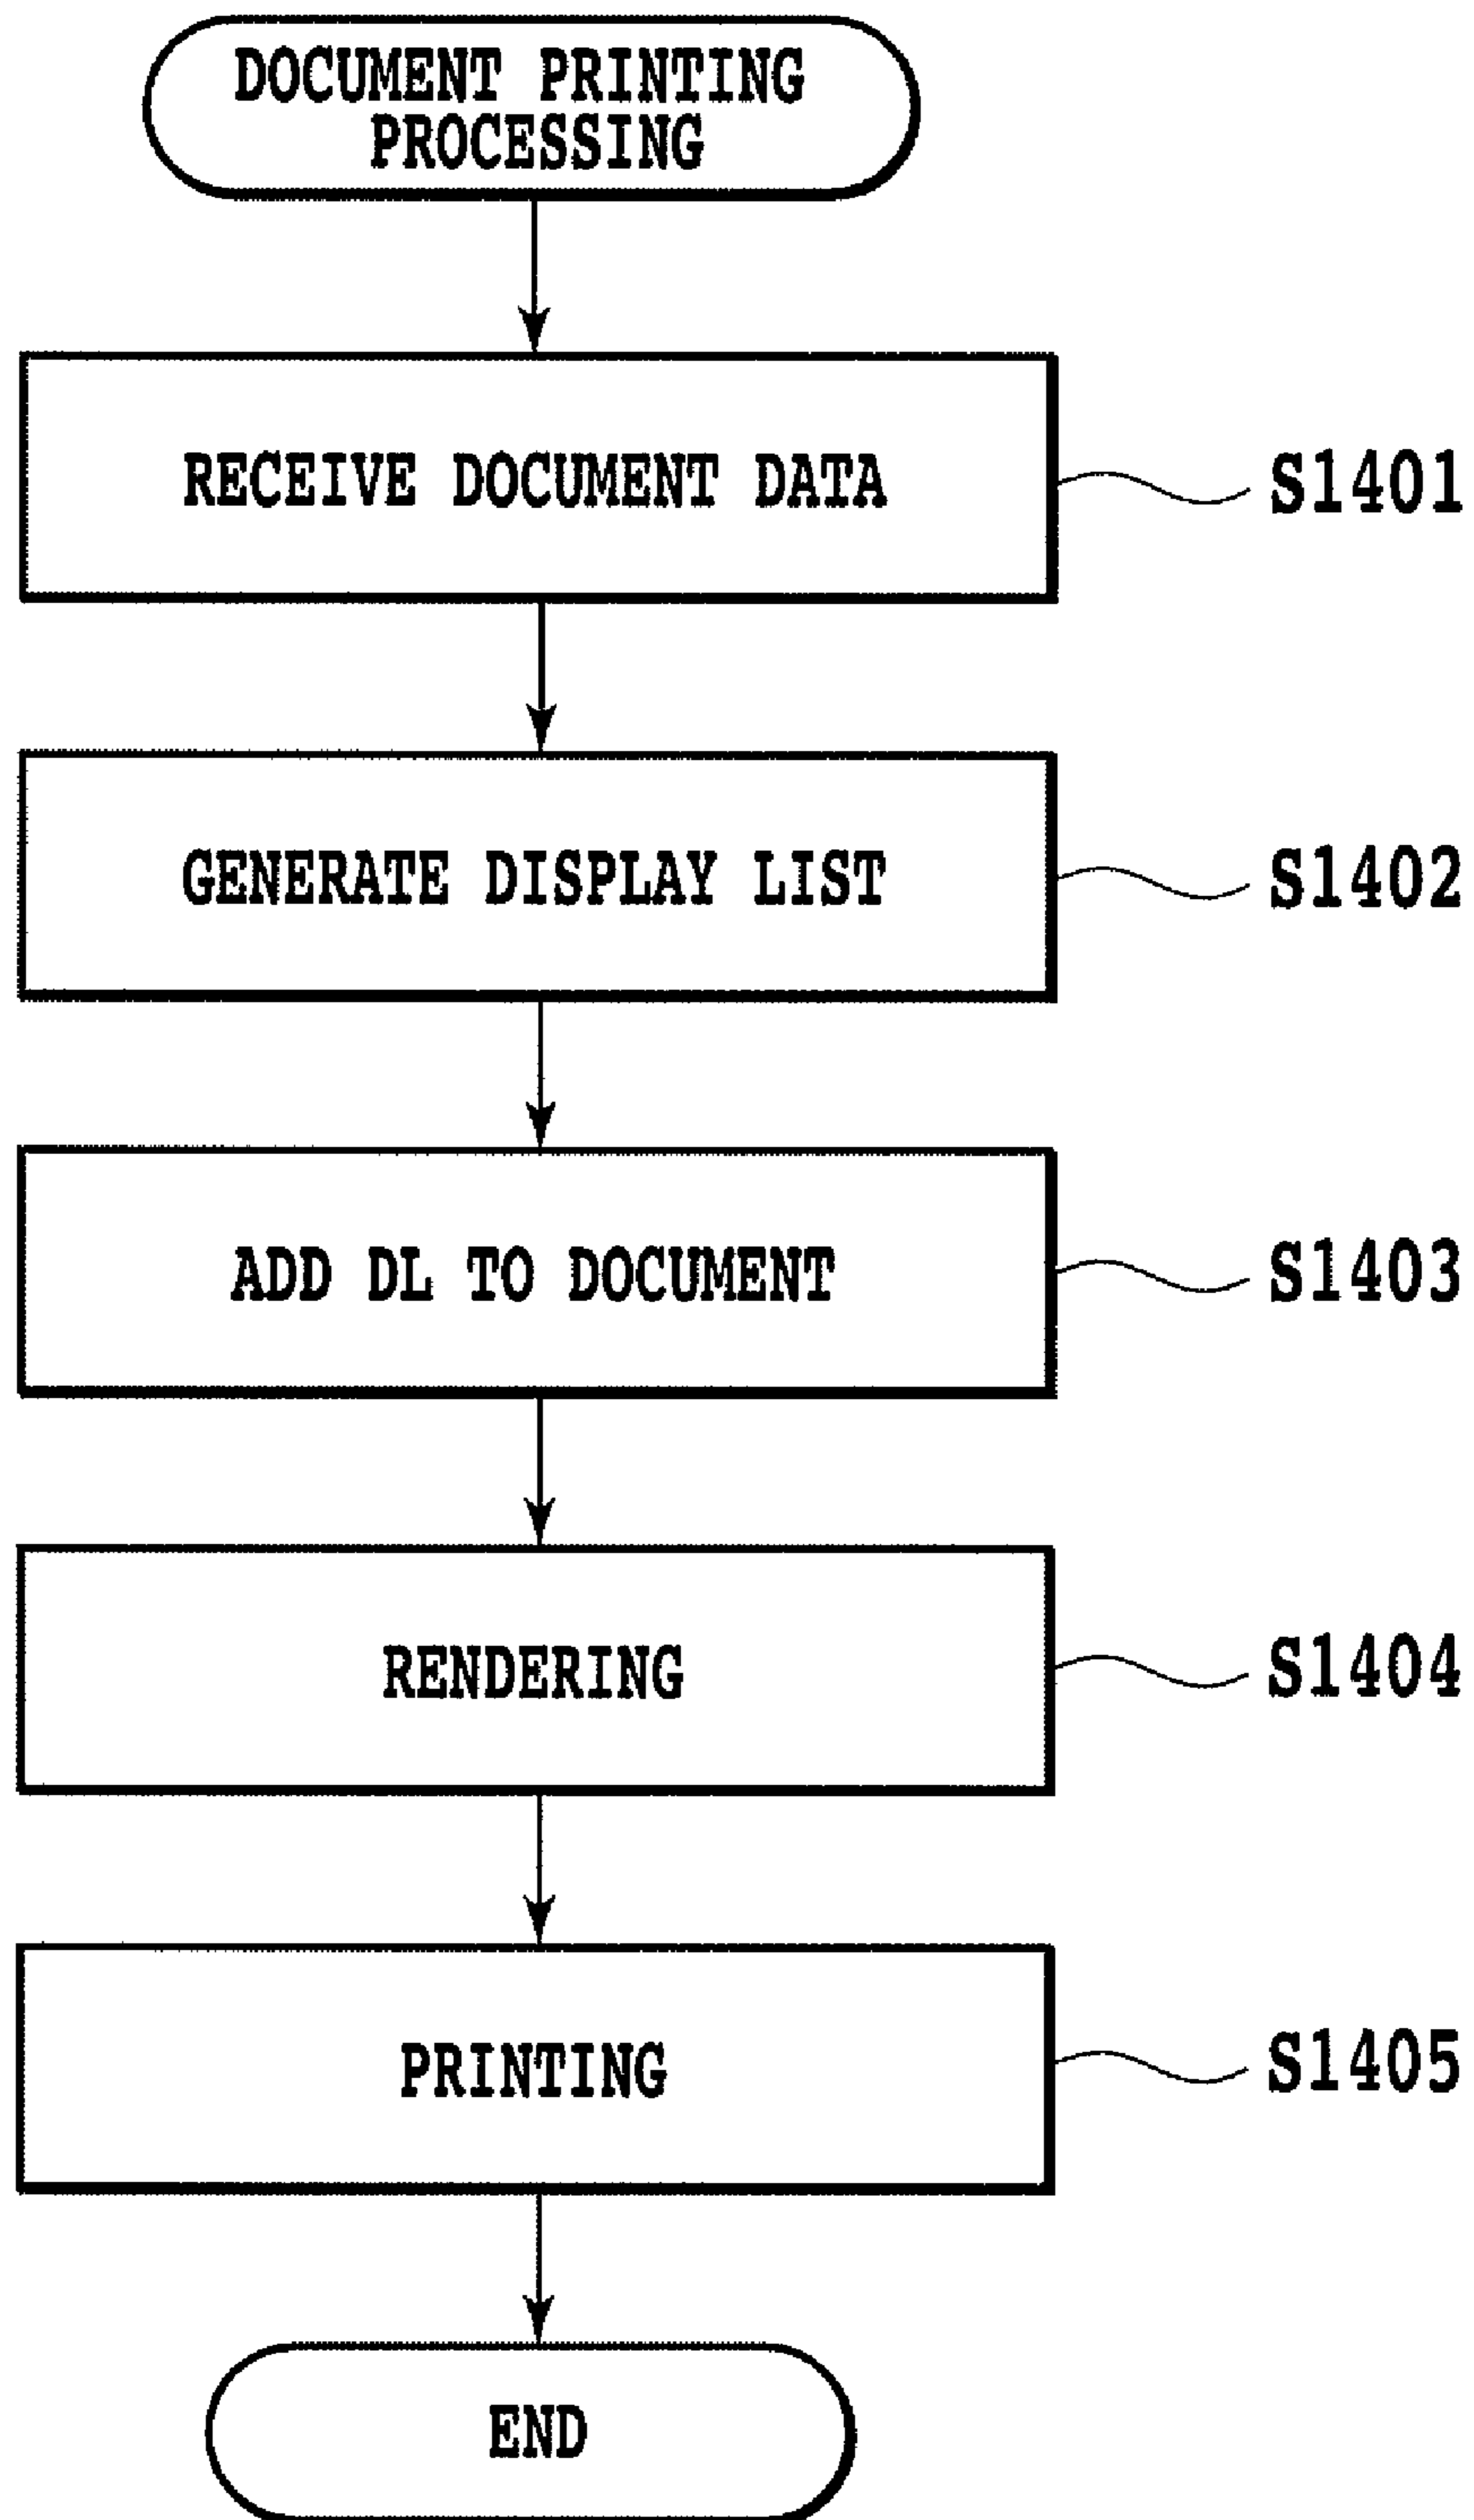 DOCUMENT PRINTING
PROCESSING
RECEIVE DOCUMENT DATA
S1401
GENERATE DISPLAY LIST
S1402
ADD DL TO DOCUMENT
S1403
RENDERING
S1404
PRINTING
S1405
END